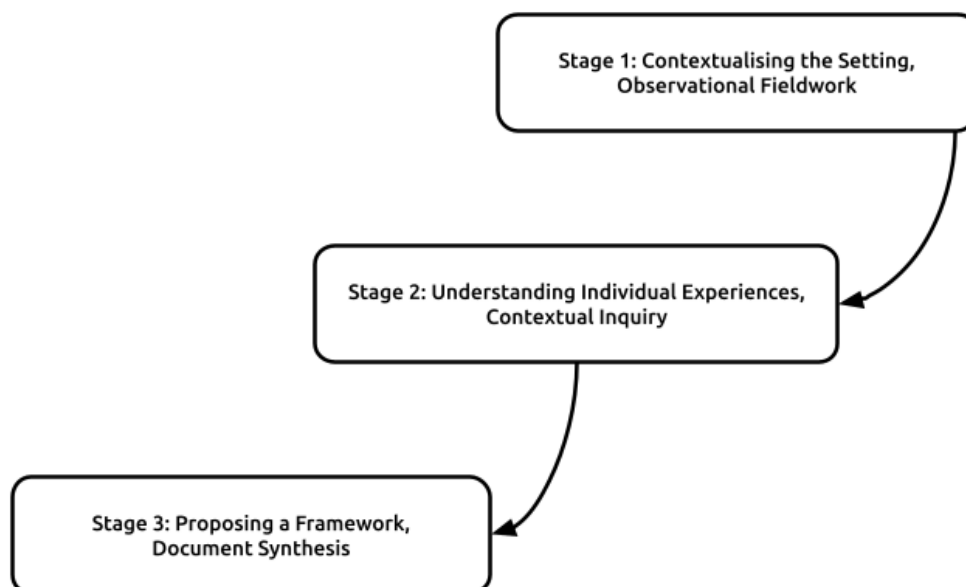 Stage 1: Contextualising the Setting,
Observational Fieldwork
Stage 2: Understanding Individual Experiences,
Contextual Inquiry
Stage 3: Proposing a Framework,
Document Synthesis